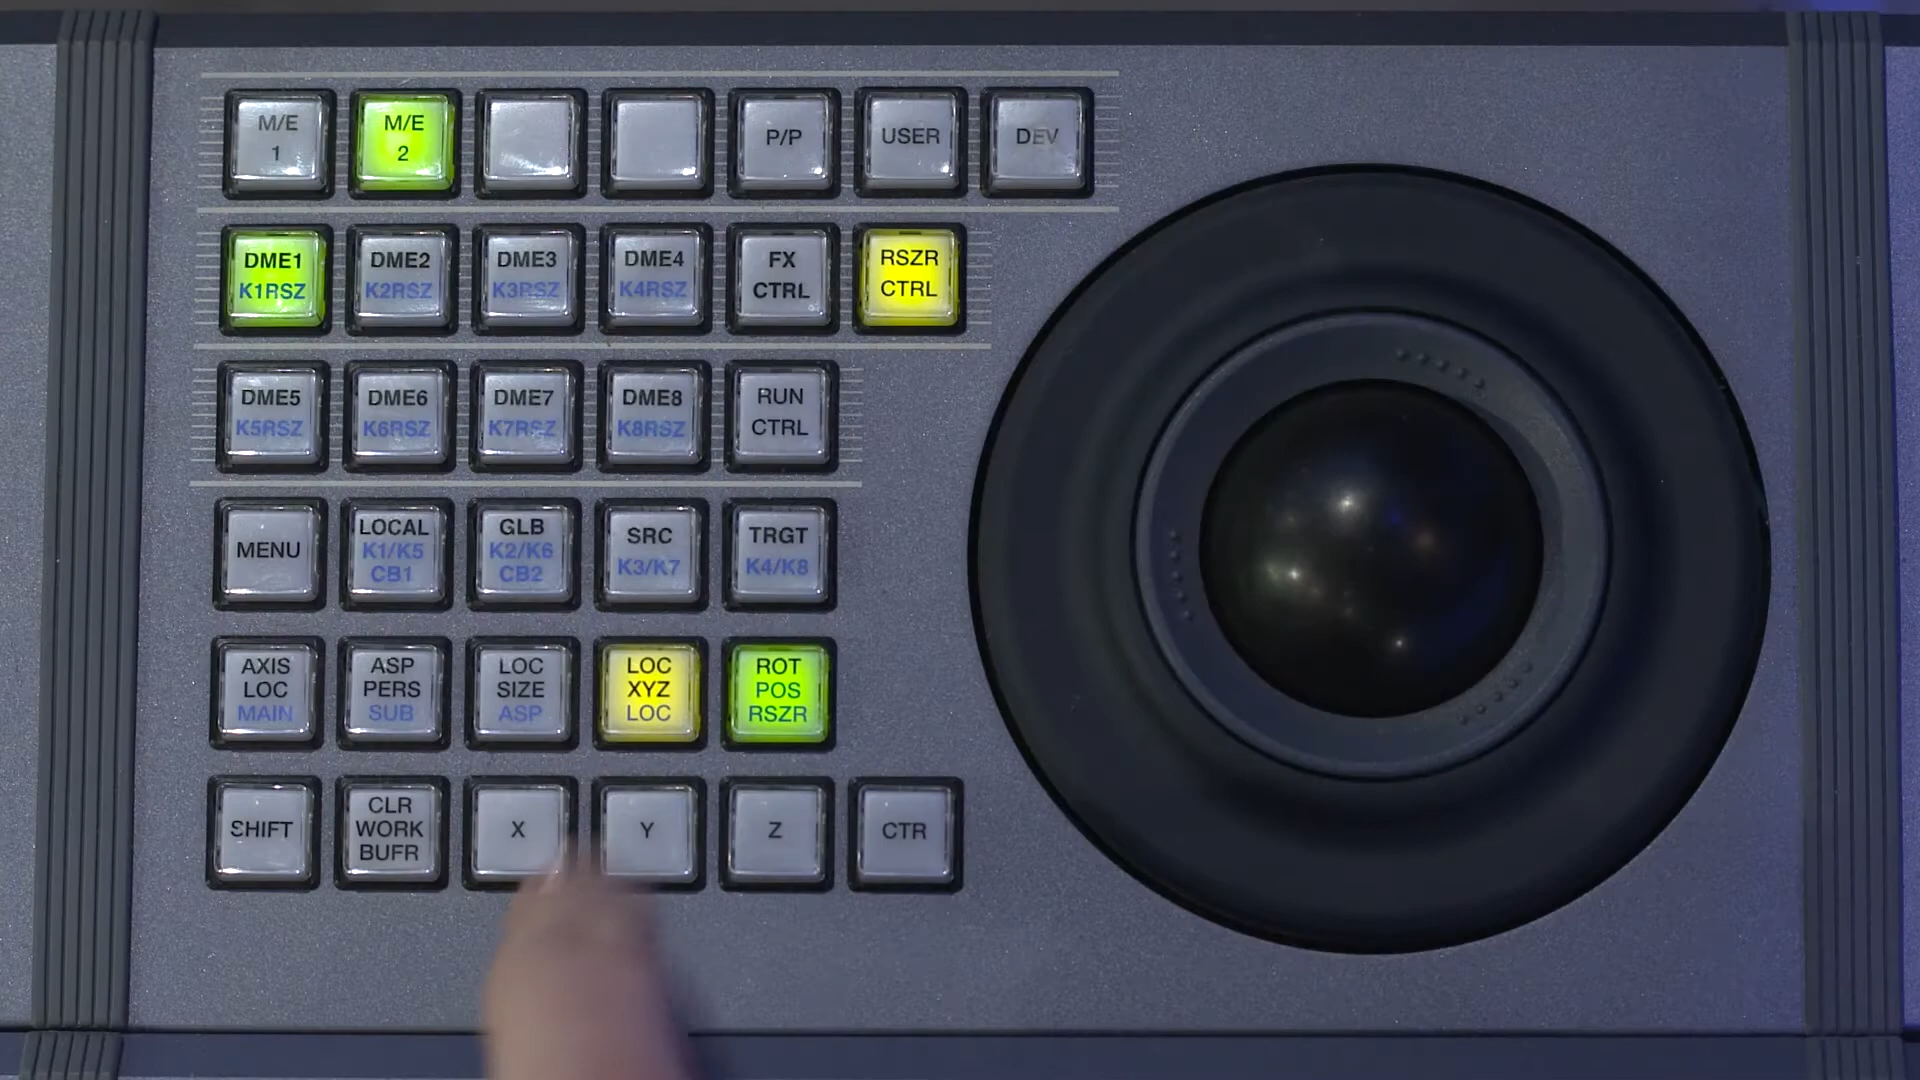 M/E
1
M/E
2
P/P
USER
DEV
DME1
K1RSZ
DME2
K2RSZ
DME3
K3RSZ
DME4
K4RSZ
FX
CTRL
RSZR
CTRL
DME5
K5RSZ
DME6
K6RSZ
DME7
K7RSZ
DME8
K8RSZ
RUN
CTRL
MENU
LOCAL
K1/K5
CB1
GLB
K2/K6
CB2
SRC
K3/K7
TRGT
K4/K8
AXIS
LOC
MAIN
ASP
PERS
SUB
LOC
SIZE
ASP
LOC
XYZ
LOC
ROT
POS
RSZR
SHIFT
CLR
WORK
BUFR
X
Y
Z
CTR